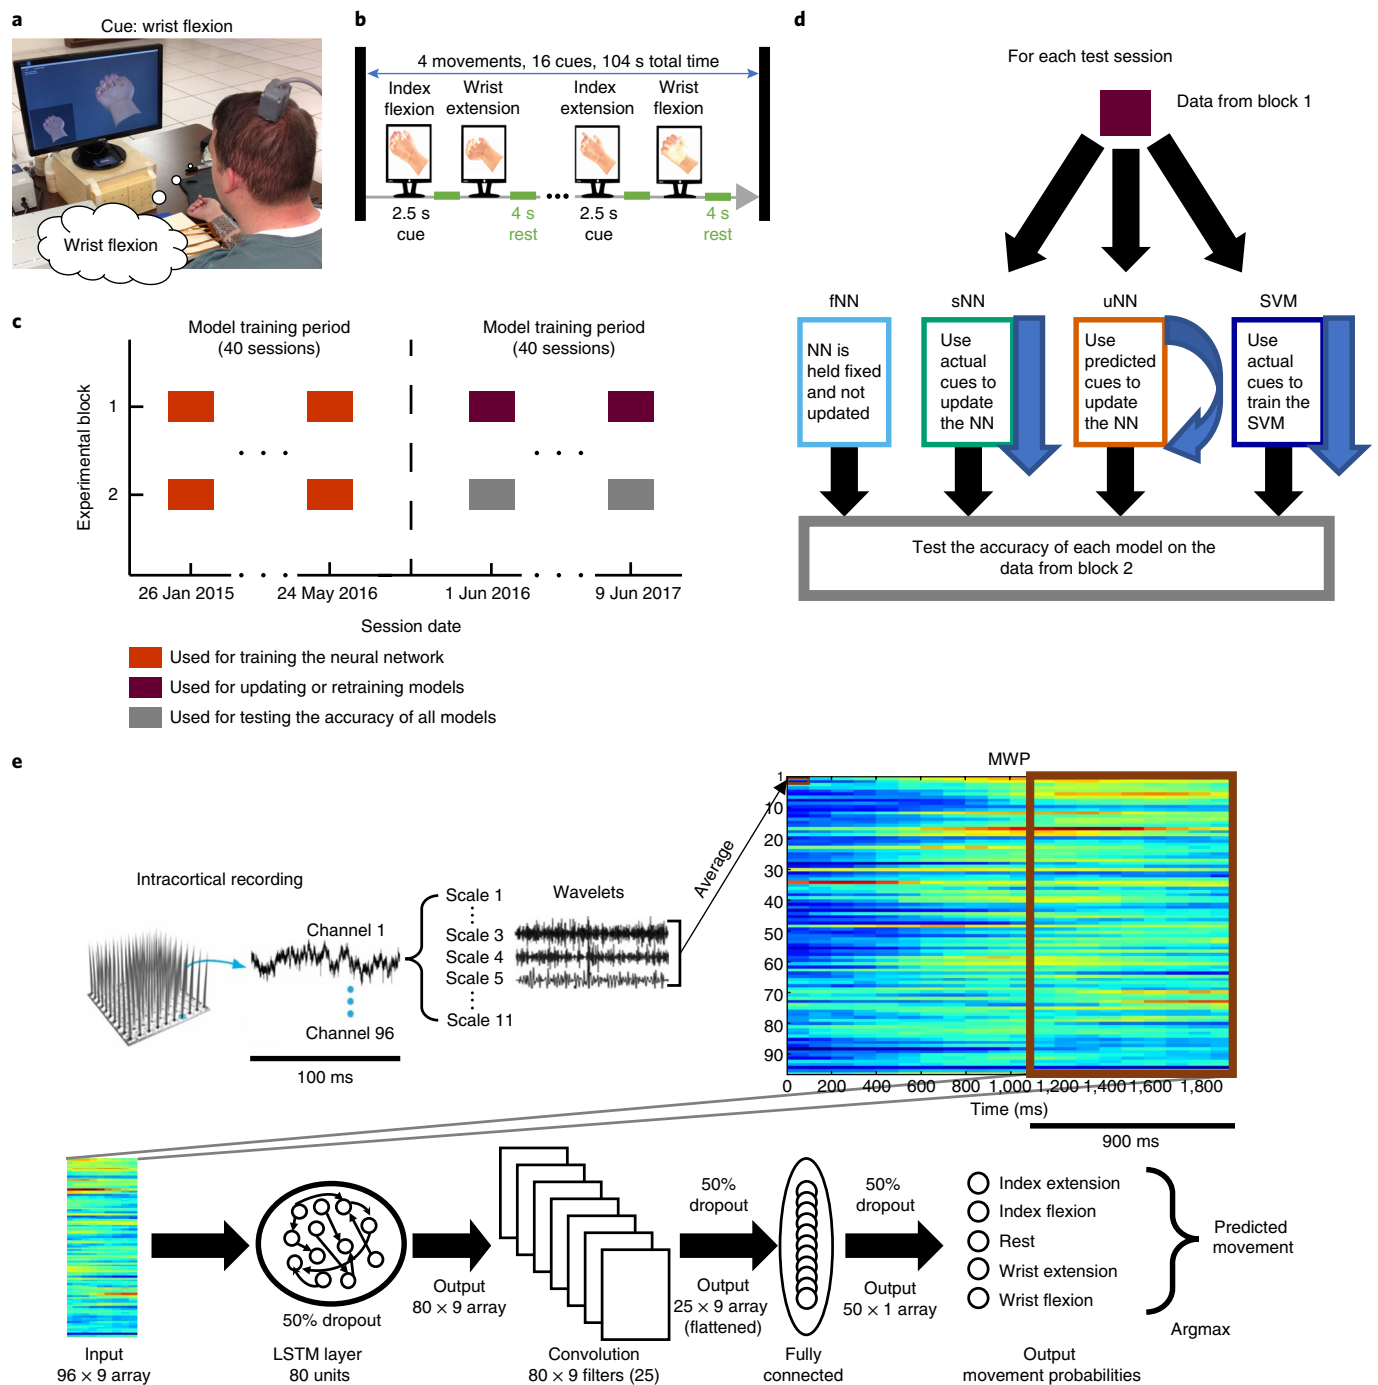 a
Cue: wrist flexion
Wrist flexion
b
4 movements, 16 cues, 104 s total time
Index
flexion
Wrist
extension
Index
extension
Wrist
flexion
2.5 s
cue
4 s
rest
2.5 s
cue
4 s
rest
c
Model training period
(40 sessions)
Model training period
(40 sessions)
Experimental block
1
2
26 Jan 2015
24 May 2016
1 Jun 2016
9 Jun 2017
Session date
Used for training the neural network
Used for updating or retraining models
Used for testing the accuracy of all models
d
For each test session
Data from block 1
fNN
sNN
uNN
SVM
NN is
held fixed
and not
updated
Use
actual
cues to
update
the NN
Use
predicted
cues to
update
the NN
Use
actual
cues to
train the
SVM
Test the accuracy of each model on the
data from block 2
e
Intracortical recording
Channel 1
Channel 96
100 ms
Scale 1
Scale 3
Scale 4
Scale 5
Scale 11
Wavelets
Average
MWP
1
10
20
30
40
50
60
70
80
90
0 200 400 600 800 1,000 1,200 1,400 1,600 1,800
Time (ms)
900 ms
Input
96 × 9 array
50% dropout
LSTM layer
80 units
Output
80 × 9 array
Convolution
80 × 9 filters (25)
50%
dropout
Output
25 × 9 array
(flattened)
Fully
connected
50%
dropout
Output
50 × 1 array
Index extension
Index flexion
Rest
Wrist extension
Wrist flexion
Output
movement probabilities
Predicted
movement
Argmax